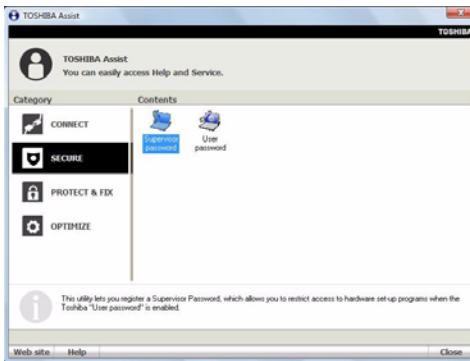 TOSHIBA Assist
TOSHIBA
TOSHIBA Assist
You can easily access Help and Service.
Category
Contents
CONNECT
SECURE
PROTECT & FIX
OPTIMIZE
Supervisor
password
User
password
This utility lets you register a Supervisor Password, which allows you to restrict access to hardware set-up programs when the
Toshiba "User password" is enabled.
Web site
Help
Close